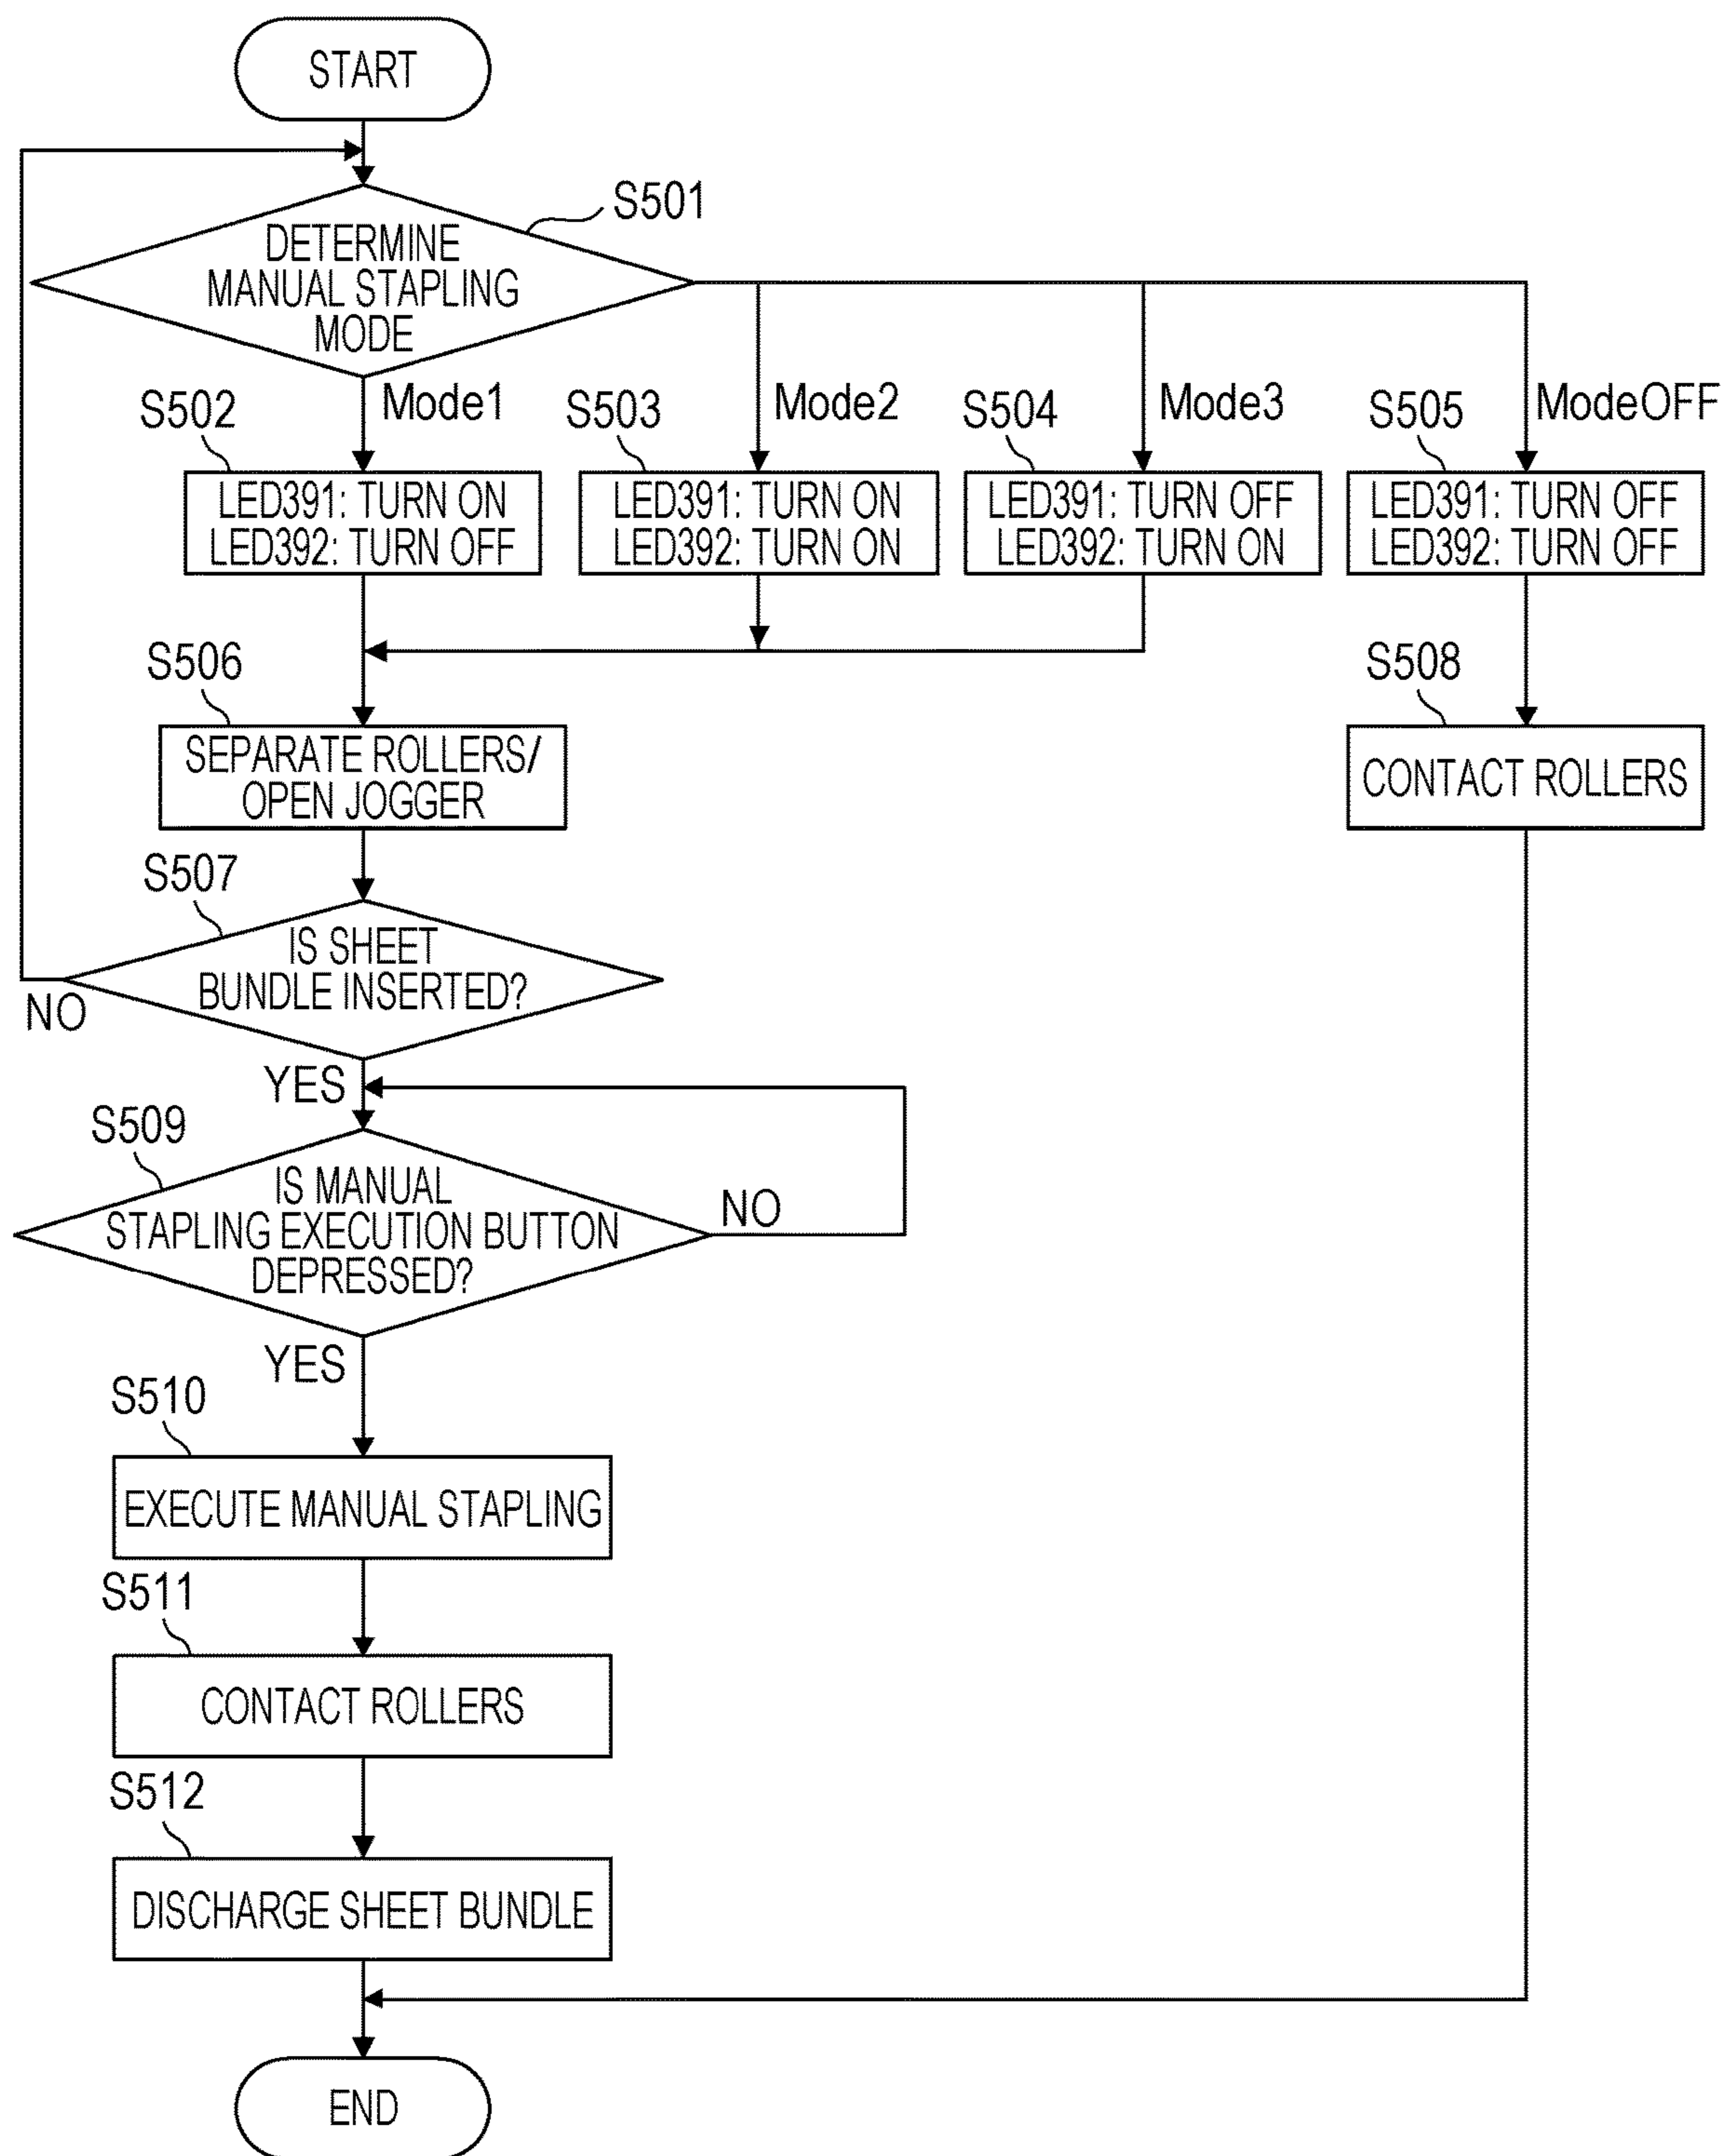 START
S501
DETERMINE
MANUAL STAPLING
MODE
S502
Mode1
S503
Mode2
S504
Mode3
S505
ModeOFF
LED391: TURN ON
LED392: TURN OFF
LED391: TURN ON
LED392: TURN ON
LED391: TURN OFF
LED392: TURN ON
LED391: TURN OFF
LED392: TURN OFF
S506
SEPARATE ROLLERS/
OPEN JOGGER
S508
CONTACT ROLLERS
S507
IS SHEET
BUNDLE INSERTED?
NO
YES
S509
IS MANUAL
STAPLING EXECUTION BUTTON
DEPRESSED?
NO
YES
S510
EXECUTE MANUAL STAPLING
S511
CONTACT ROLLERS
S512
DISCHARGE SHEET BUNDLE
END